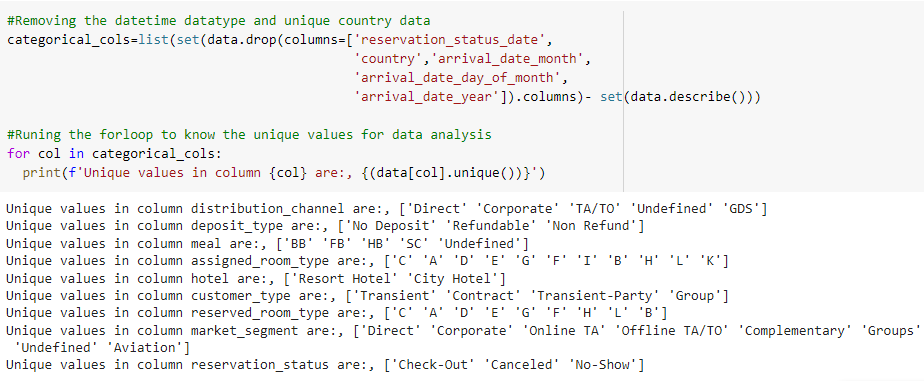 #Removing the datetime datatype and unique country data
categorical_cols=list(set(data.drop(columns=['reservation_status_date',
'country','arrival_date_month',
'arrival_date_day_of_month',
'arrival_date_year']).columns)- set(data.describe()))
#Runing the forloop to know the unique values for data analysis
for col in categorical_cols:
print(f'Unique values in column {col} are:, {(data[col].unique())}')
Unique values in column distribution_channel are:, ['Direct' 'Corporate' 'TA/TO' 'Undefined' 'GDS']
Unique values in column deposit_type are:, ['No Deposit' 'Refundable' 'Non Refund']
Unique values in column meal are:, ['BB' 'FB' 'HB' 'SC' 'Undefined']
Unique values in column assigned_room_type are:, ['C' 'A' 'D' 'E' 'G' 'F' 'I' 'B' 'H' 'L' 'K']
Unique values in column hotel are:, ['Resort Hotel' 'City Hotel']
Unique values in column customer_type are:, ['Transient' 'Contract' 'Transient-Party' 'Group']
Unique values in column reserved_room_type are:, ['C' 'A' 'D' 'E' 'G' 'F' 'H' 'L' 'B']
Unique values in column market_segment are:, ['Direct' 'Corporate' 'Online TA' 'Offline TA/TO' 'Complementary' 'Groups'
'Undefined' 'Aviation']
Unique values in column reservation_status are:, ['Check-Out' 'Canceled' 'No-Show']